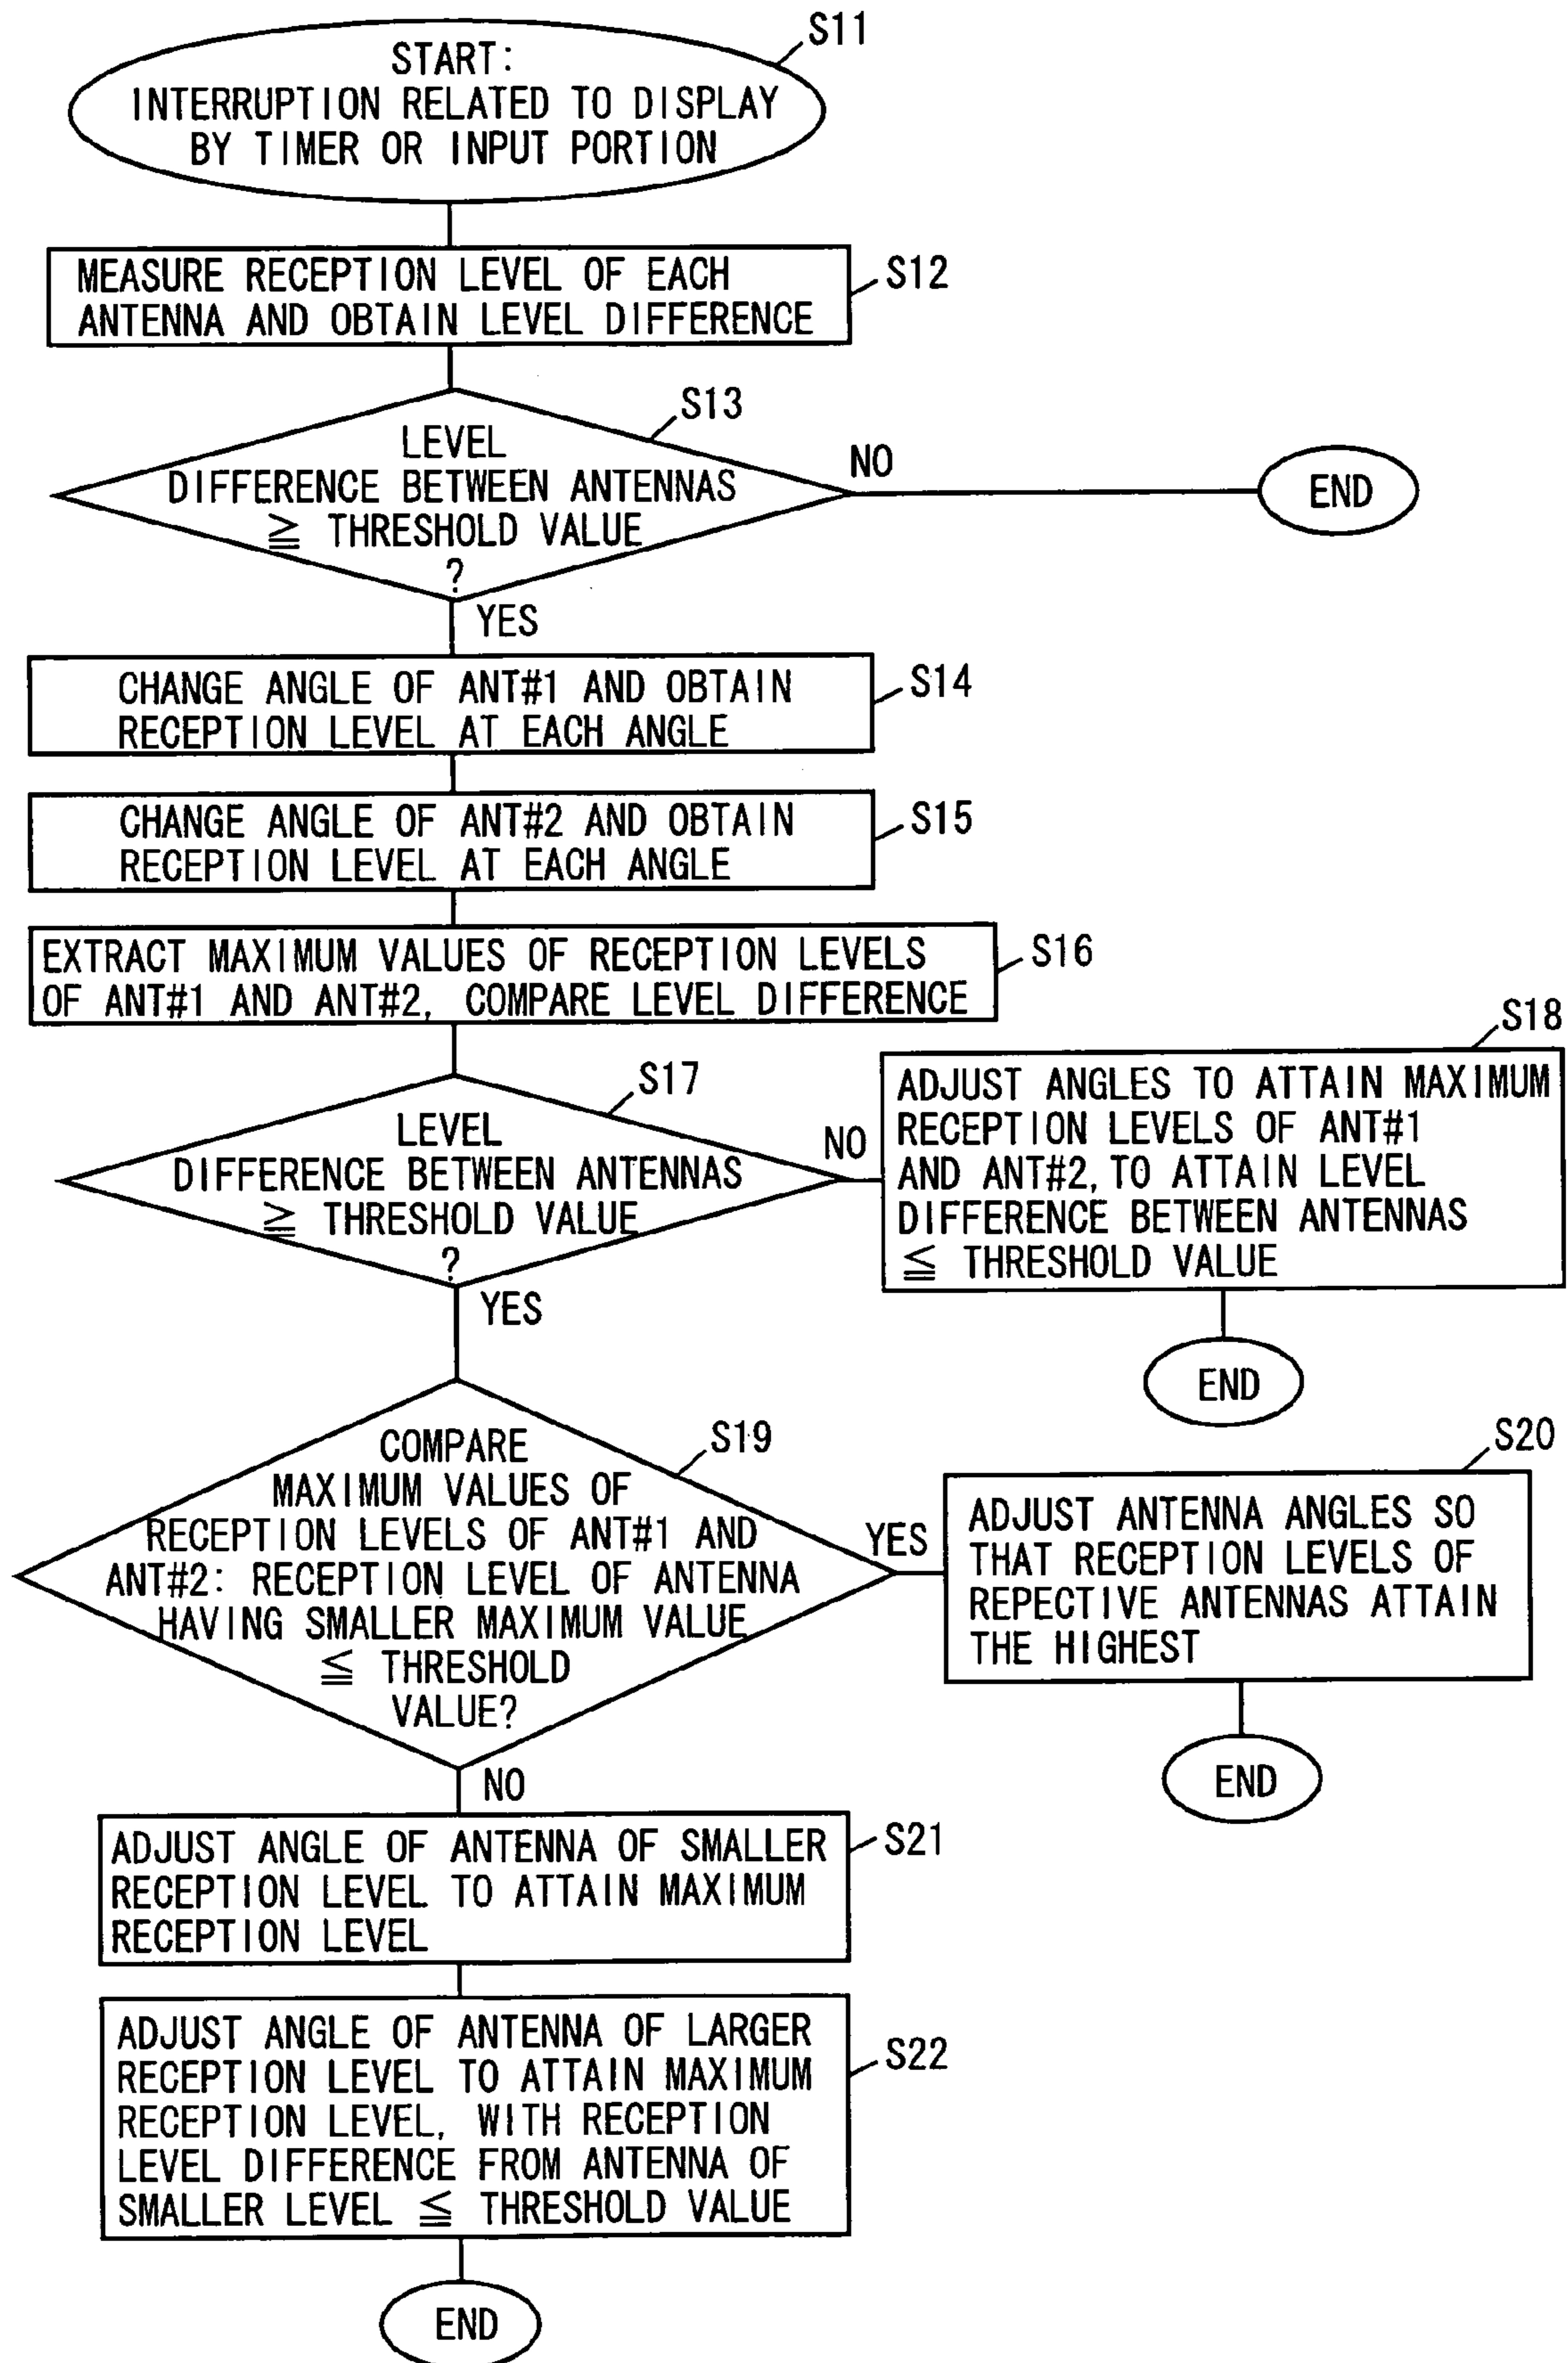 S11
START:
INTERRUPTION RELATED TO DISPLAY
BY TIMER OR INPUT PORTION
MEASURE RECEPTION LEVEL OF EACH
ANTENNA AND OBTAIN LEVEL DIFFERENCE
S12
S13
LEVEL
DIFFERENCE BETWEEN ANTENNAS
≧ THRESHOLD VALUE
?
NO
END
YES
CHANGE ANGLE OF ANT#1 AND OBTAIN
RECEPTION LEVEL AT EACH ANGLE
S14
CHANGE ANGLE OF ANT#2 AND OBTAIN
RECEPTION LEVEL AT EACH ANGLE
S15
EXTRACT MAXIMUM VALUES OF RECEPTION LEVELS
OF ANT#1 AND ANT#2, COMPARE LEVEL DIFFERENCE
S16
S17
LEVEL
DIFFERENCE BETWEEN ANTENNAS
≧ THRESHOLD VALUE
?
NO
S18
ADJUST ANGLES TO ATTAIN MAXIMUM
RECEPTION LEVELS OF ANT#1
AND ANT#2, TO ATTAIN LEVEL
DIFFERENCE BETWEEN ANTENNAS
≦ THRESHOLD VALUE
END
YES
S19
COMPARE
MAXIMUM VALUES OF
RECEPTION LEVELS OF ANT#1 AND
ANT#2: RECEPTION LEVEL OF ANTENNA
HAVING SMALLER MAXIMUM VALUE
≦ THRESHOLD
VALUE?
YES
S20
ADJUST ANTENNA ANGLES SO
THAT RECEPTION LEVELS OF
REPECTIVE ANTENNAS ATTAIN
THE HIGHEST
END
NO
ADJUST ANGLE OF ANTENNA OF SMALLER
RECEPTION LEVEL TO ATTAIN MAXIMUM
RECEPTION LEVEL
S21
ADJUST ANGLE OF ANTENNA OF LARGER
RECEPTION LEVEL TO ATTAIN MAXIMUM
RECEPTION LEVEL, WITH RECEPTION
LEVEL DIFFERENCE FROM ANTENNA OF
SMALLER LEVEL ≦ THRESHOLD VALUE
S22
END